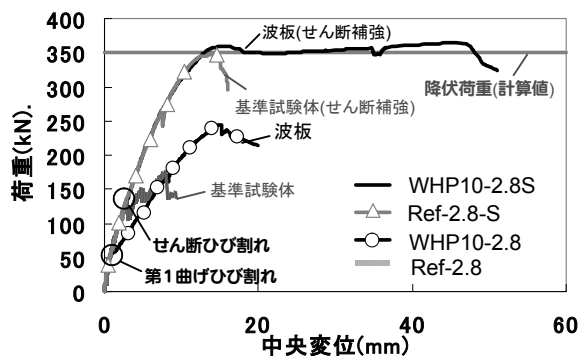 荷重(kN).
400
350
300
250
200
150
100
50
0
波板(せん断補強)
降伏荷重(計算値)
基準試験体(せん断補強)
波板
基準試験体
せん断ひび割れ
第1曲げひび割れ
WHP10-2.8S
Ref-2.8-S
WHP10-2.8
Ref-2.8
0 20 40 60
中央変位(mm)